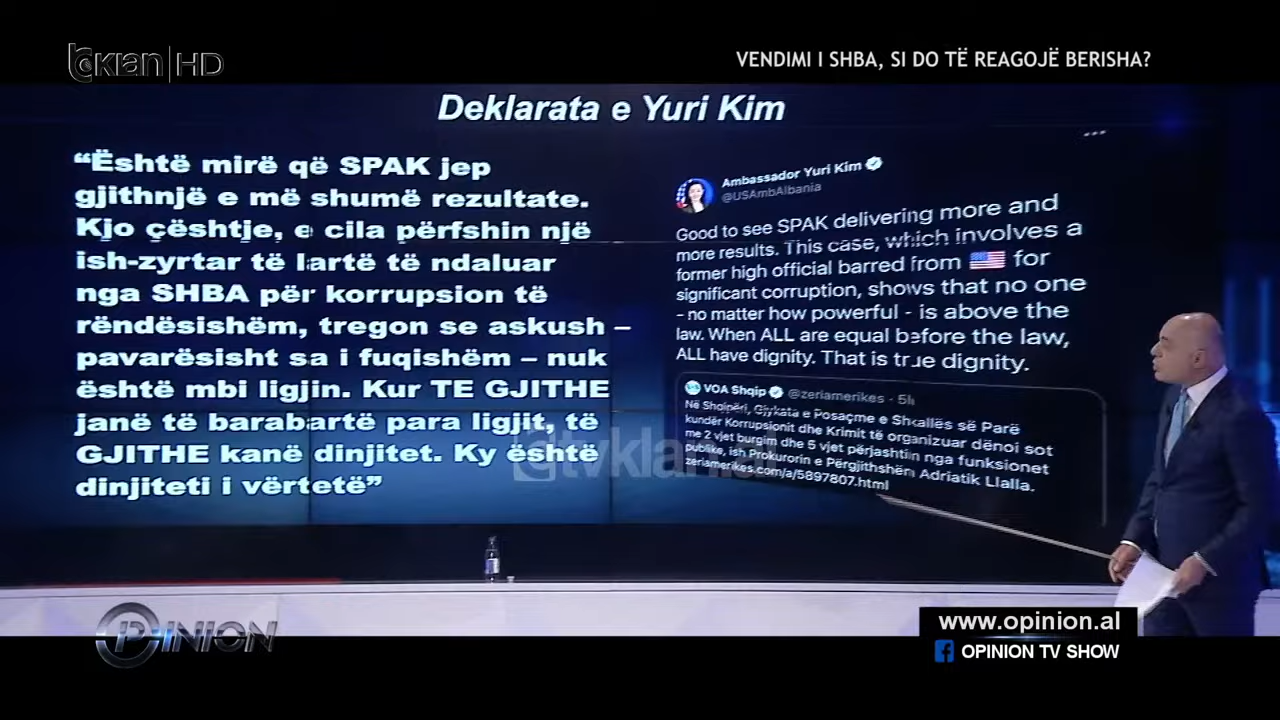 tvklan HD
VENDIMI I SHBA, SI DO TË REAGOJË BERISHA?
Deklarata e Yuri Kim
“Është mirë që SPAK jep
gjithnjë e më shumë rezultate.
Kjo çështje, e cila përfshin një
ish-zyrtar të lartë të ndaluar
nga SHBA për korrupsion të
rëndësishëm, tregon se askush –
pavarësisht sa i fuqishëm – nuk
është mbi ligjin. Kur TE GJITHE
janë të barabartë para ligjit, të
GJITHE kanë dinjitet. Ky është
dinjiteti i vërtetë”
Ambassador Yuri Kim
@USAmbAlbania
Good to see SPAK delivering more and
more results. This case, which involves a
former high official barred from 🇺🇸 for
significant corruption, shows that no one
- no matter how powerful - is above the
law. When ALL are equal before the law,
ALL have dignity. That is true dignity.
VOA Shqip @zeriamerikes · 5h
Në Shqipëri, Gjykata e Posaçme e Shkallës së Parë
kundër Korrupsionit dhe Krimit të organizuar dënoi sot
me 2 vjet burgim dhe 5 vjet përjashtim nga funksionet
publike, ish Prokurorin e Përgjithshëm Adriatik Llalla.
zeriamerikes.com/a/5897807.html
tvklan.al
OPINION
www.opinion.al
OPINION TV SHOW